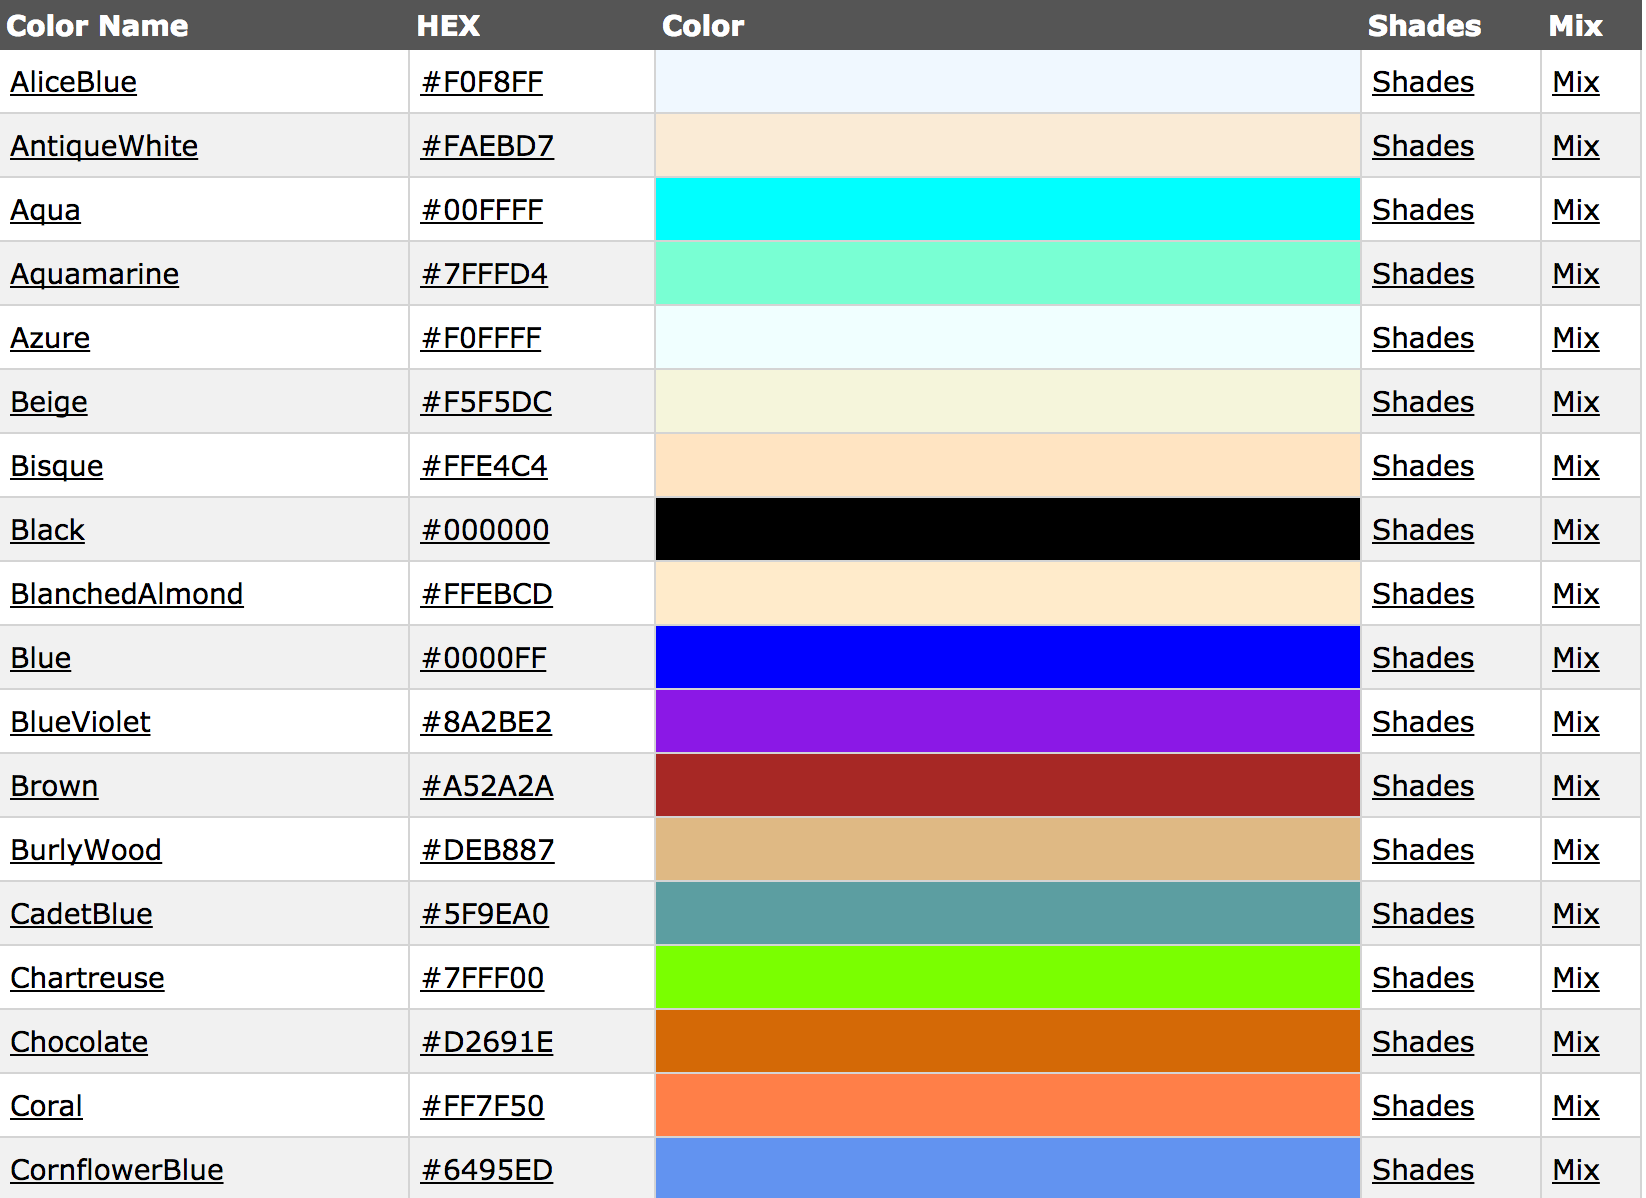 Color Name HEX Color Shades Mix
AliceBlue #F0F8FF Shades Mix
AntiqueWhite #FAEBD7 Shades Mix
Aqua #00FFFF Shades Mix
Aquamarine #7FFFD4 Shades Mix
Azure #F0FFFF Shades Mix
Beige #F5F5DC Shades Mix
Bisque #FFE4C4 Shades Mix
Black #000000 Shades Mix
BlanchedAlmond #FFEBCD Shades Mix
Blue #0000FF Shades Mix
BlueViolet #8A2BE2 Shades Mix
Brown #A52A2A Shades Mix
BurlyWood #DEB887 Shades Mix
CadetBlue #5F9EA0 Shades Mix
Chartreuse #7FFF00 Shades Mix
Chocolate #D2691E Shades Mix
Coral #FF7F50 Shades Mix
CornflowerBlue #6495ED Shades Mix